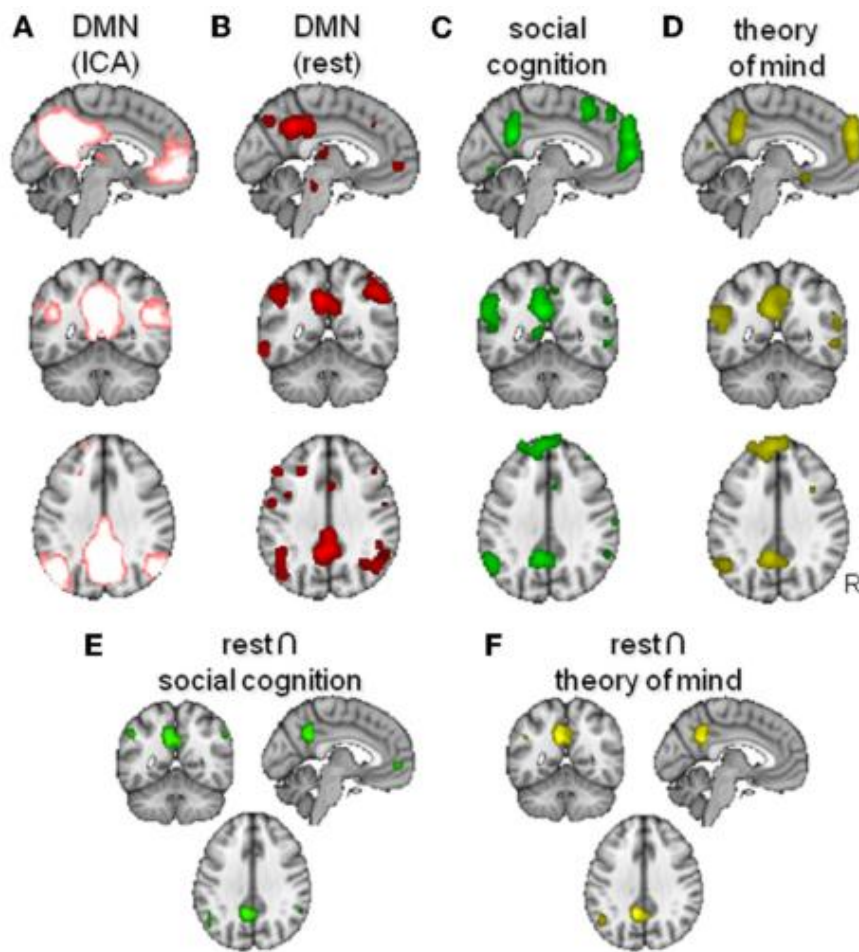 A DMN B DMN C social D theory
(ICA) (rest) cognition of mind
R
E rest∩ F rest∩
social cognition theory of mind